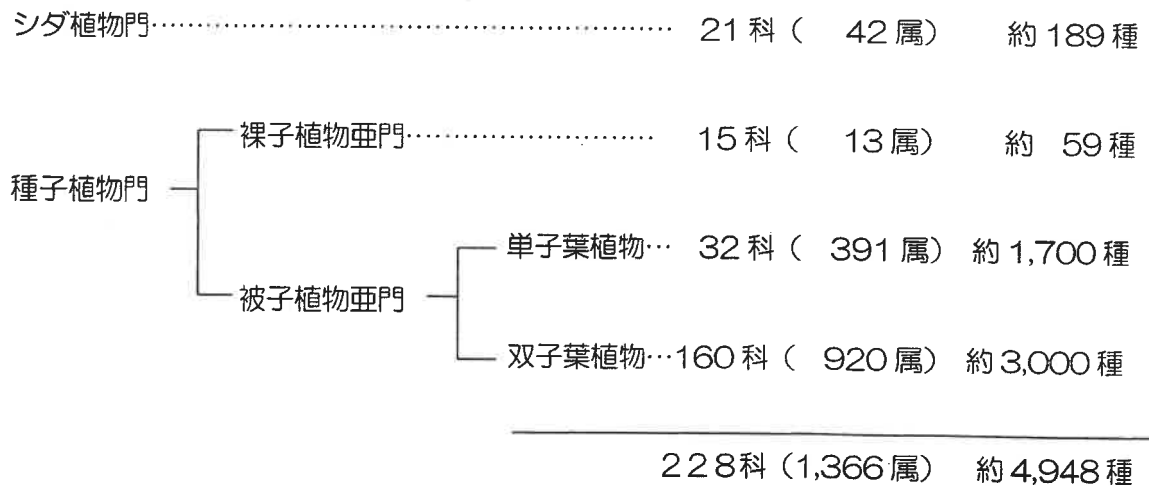 シダ植物門…………………………………… 21科( 42属) 約189種
裸子植物亜門……………………… 15科( 13属) 約 59種
種子植物門
単子葉植物… 32科( 391属) 約1,700種
被子植物亜門
双子葉植物…160科( 920属) 約3,000種
228科(1,366属) 約4,948種